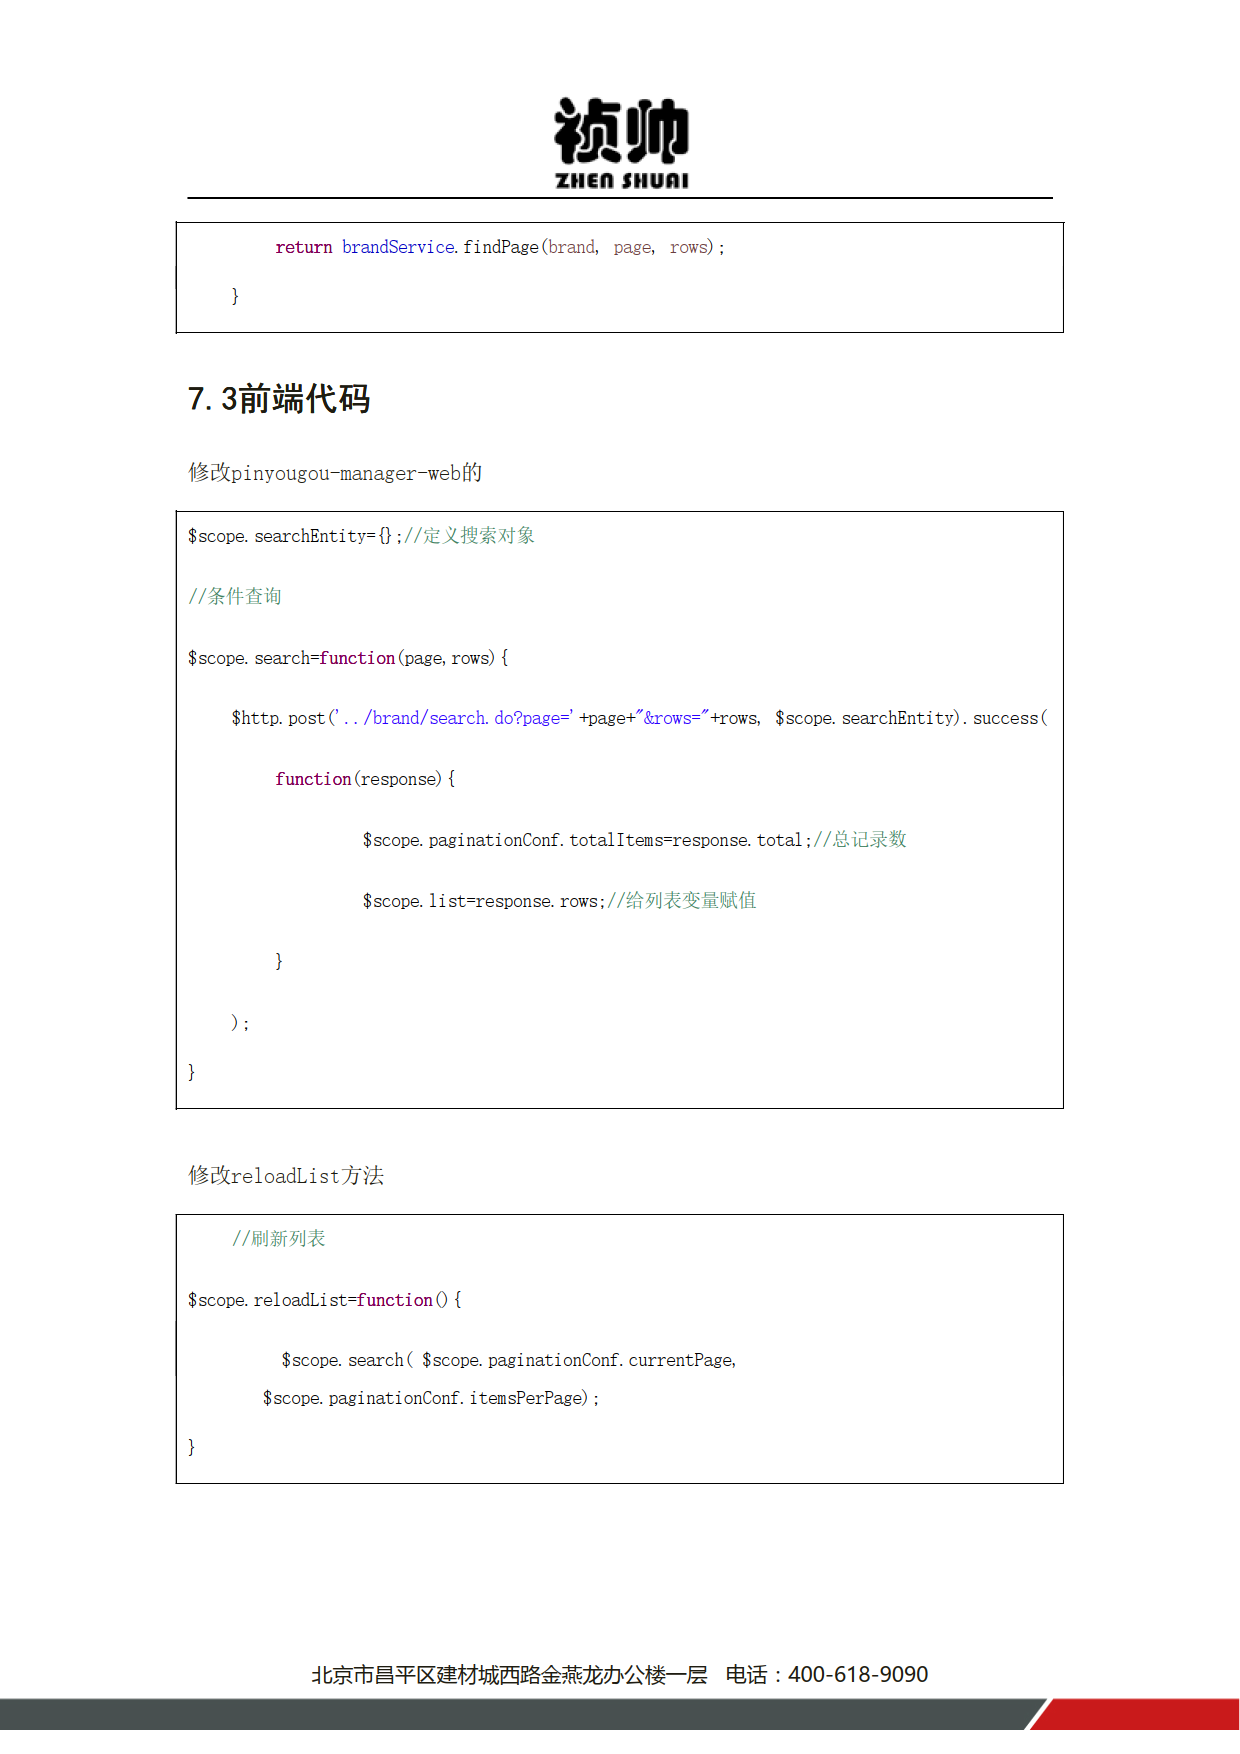 祯帅
ZHEN SHUAI
return brandService.findPage(brand, page, rows);
}
7.3前端代码
修改pinyougou-manager-web的
$scope.searchEntity={};//定义搜索对象
//条件查询
$scope.search=function(page,rows){
$http.post('../brand/search.do?page='+page+"&rows="+rows, $scope.searchEntity).success(
function(response){
$scope.paginationConf.totalItems=response.total;//总记录数
$scope.list=response.rows;//给列表变量赋值
}
);
}
修改reloadList方法
//刷新列表
$scope.reloadList=function(){
$scope.search( $scope.paginationConf.currentPage,
$scope.paginationConf.itemsPerPage);
}
北京市昌平区建材城西路金燕龙办公楼一层 电话：400-618-9090